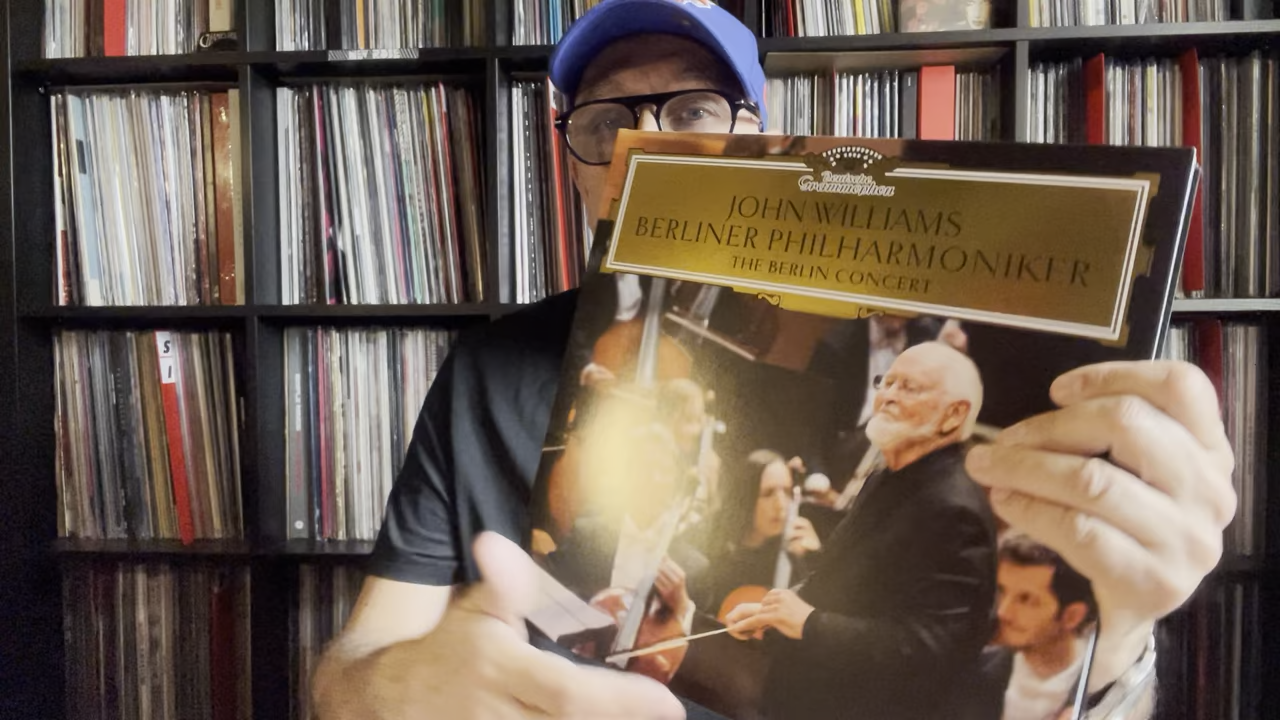 Deutsche
Grammophon
JOHN WILLIAMS
BERLINER PHILHARMONIKER
THE BERLIN CONCERT
S